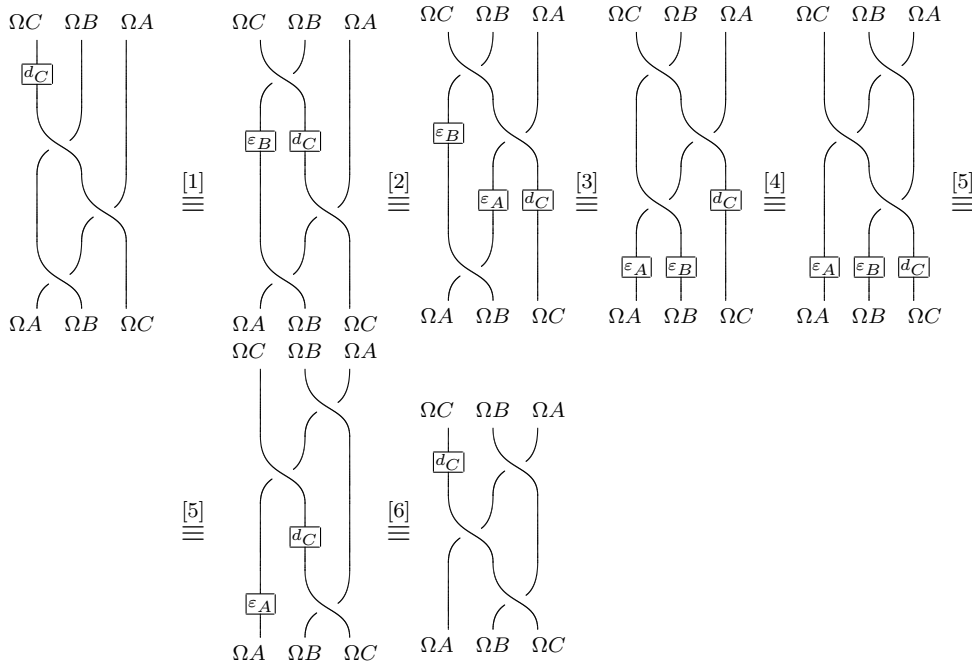 ΩC ΩB ΩA ΩC ΩB ΩA ΩC ΩB ΩA ΩC ΩB ΩA ΩC ΩB ΩA
d_C
ε_B d_C ε_B
[1] ≡ [2] ≡ ε_A d_C [3] ≡ d_C [4] ≡ [5] ≡
ε_A ε_B ε_A ε_B d_C
ΩA ΩB ΩC ΩA ΩB ΩC ΩA ΩB ΩC ΩA ΩB ΩC ΩA ΩB ΩC
ΩC ΩB ΩA
ΩC ΩB ΩA
d_C
[5] ≡ d_C [6] ≡
ε_A
ΩA ΩB ΩC ΩA ΩB ΩC